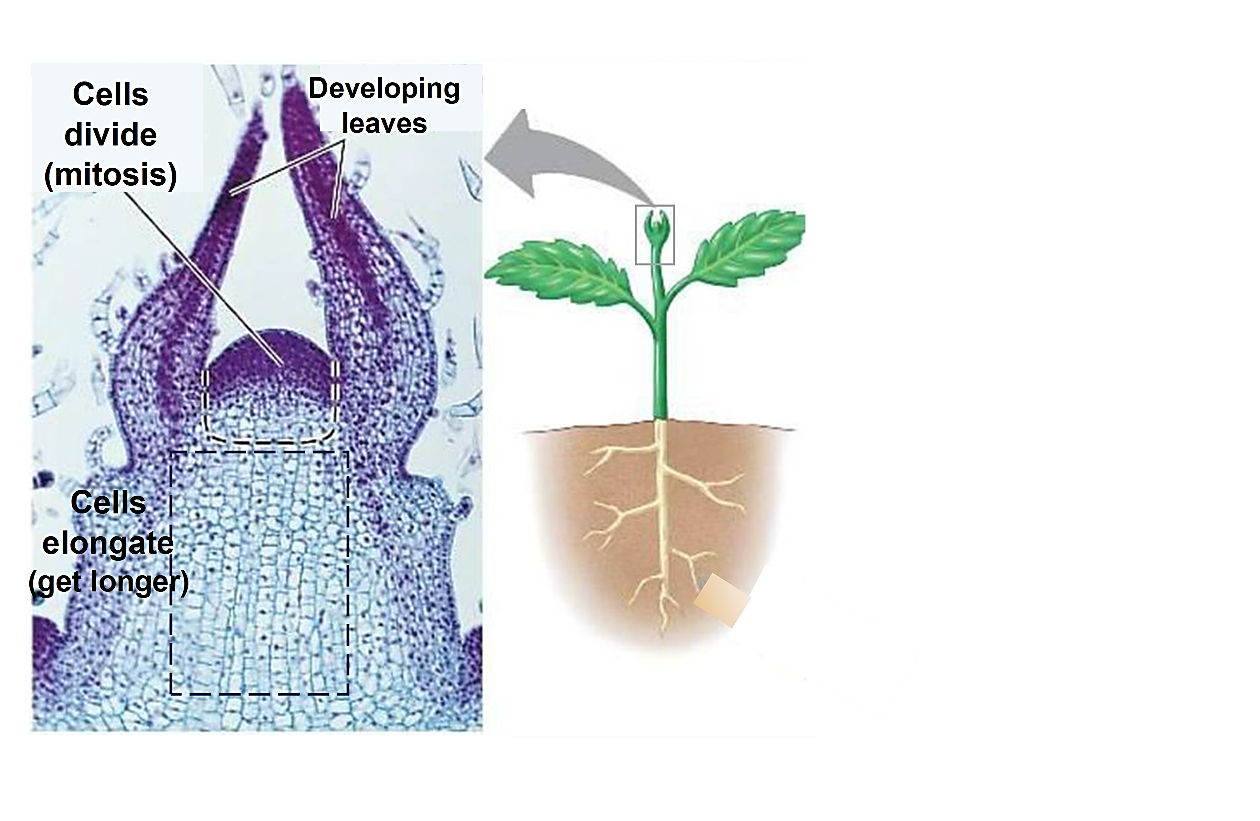 Cells
divide
(mitosis)
Developing
leaves
Cells
elongate
(get longer)